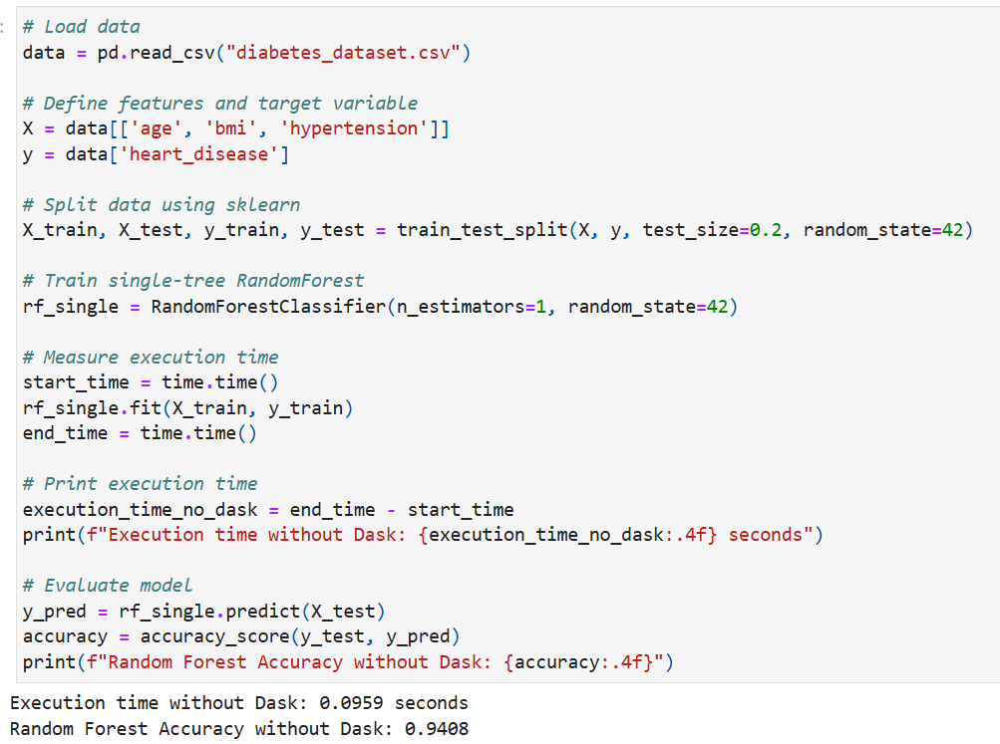 # Load data
data = pd.read_csv("diabetes_dataset.csv")
# Define features and target variable
X = data[['age', 'bmi', 'hypertension']]
y = data['heart_disease']
# Split data using sklearn
X_train, X_test, y_train, y_test = train_test_split(X, y, test_size=0.2, random_state=42)
# Train single-tree RandomForest
rf_single = RandomForestClassifier(n_estimators=1, random_state=42)
# Measure execution time
start_time = time.time()
rf_single.fit(X_train, y_train)
end_time = time.time()
# Print execution time
execution_time_no_dask = end_time - start_time
print(f"Execution time without Dask: {execution_time_no_dask:.4f} seconds")
# Evaluate model
y_pred = rf_single.predict(X_test)
accuracy = accuracy_score(y_test, y_pred)
print(f"Random Forest Accuracy without Dask: {accuracy:.4f}")
Execution time without Dask: 0.0959 seconds
Random Forest Accuracy without Dask: 0.9408